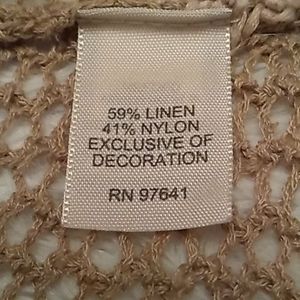 59% LINEN
41% NYLON
EXCLUSIVE OF
DECORATION
RN 97641